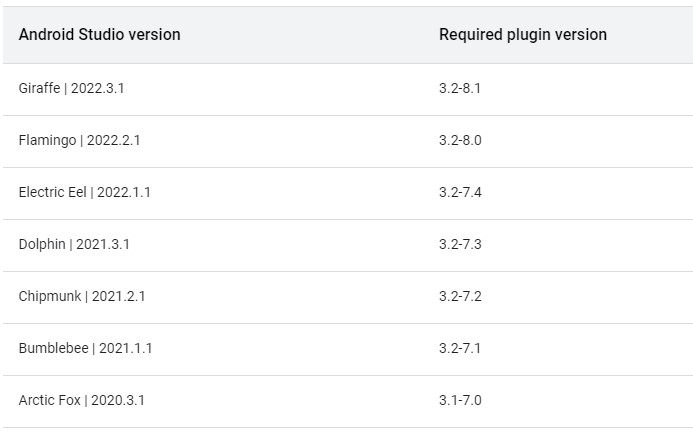 Android Studio version Required plugin version
Giraffe | 2022.3.1 3.2-8.1
Flamingo | 2022.2.1 3.2-8.0
Electric Eel | 2022.1.1 3.2-7.4
Dolphin | 2021.3.1 3.2-7.3
Chipmunk | 2021.2.1 3.2-7.2
Bumblebee | 2021.1.1 3.2-7.1
Arctic Fox | 2020.3.1 3.1-7.0